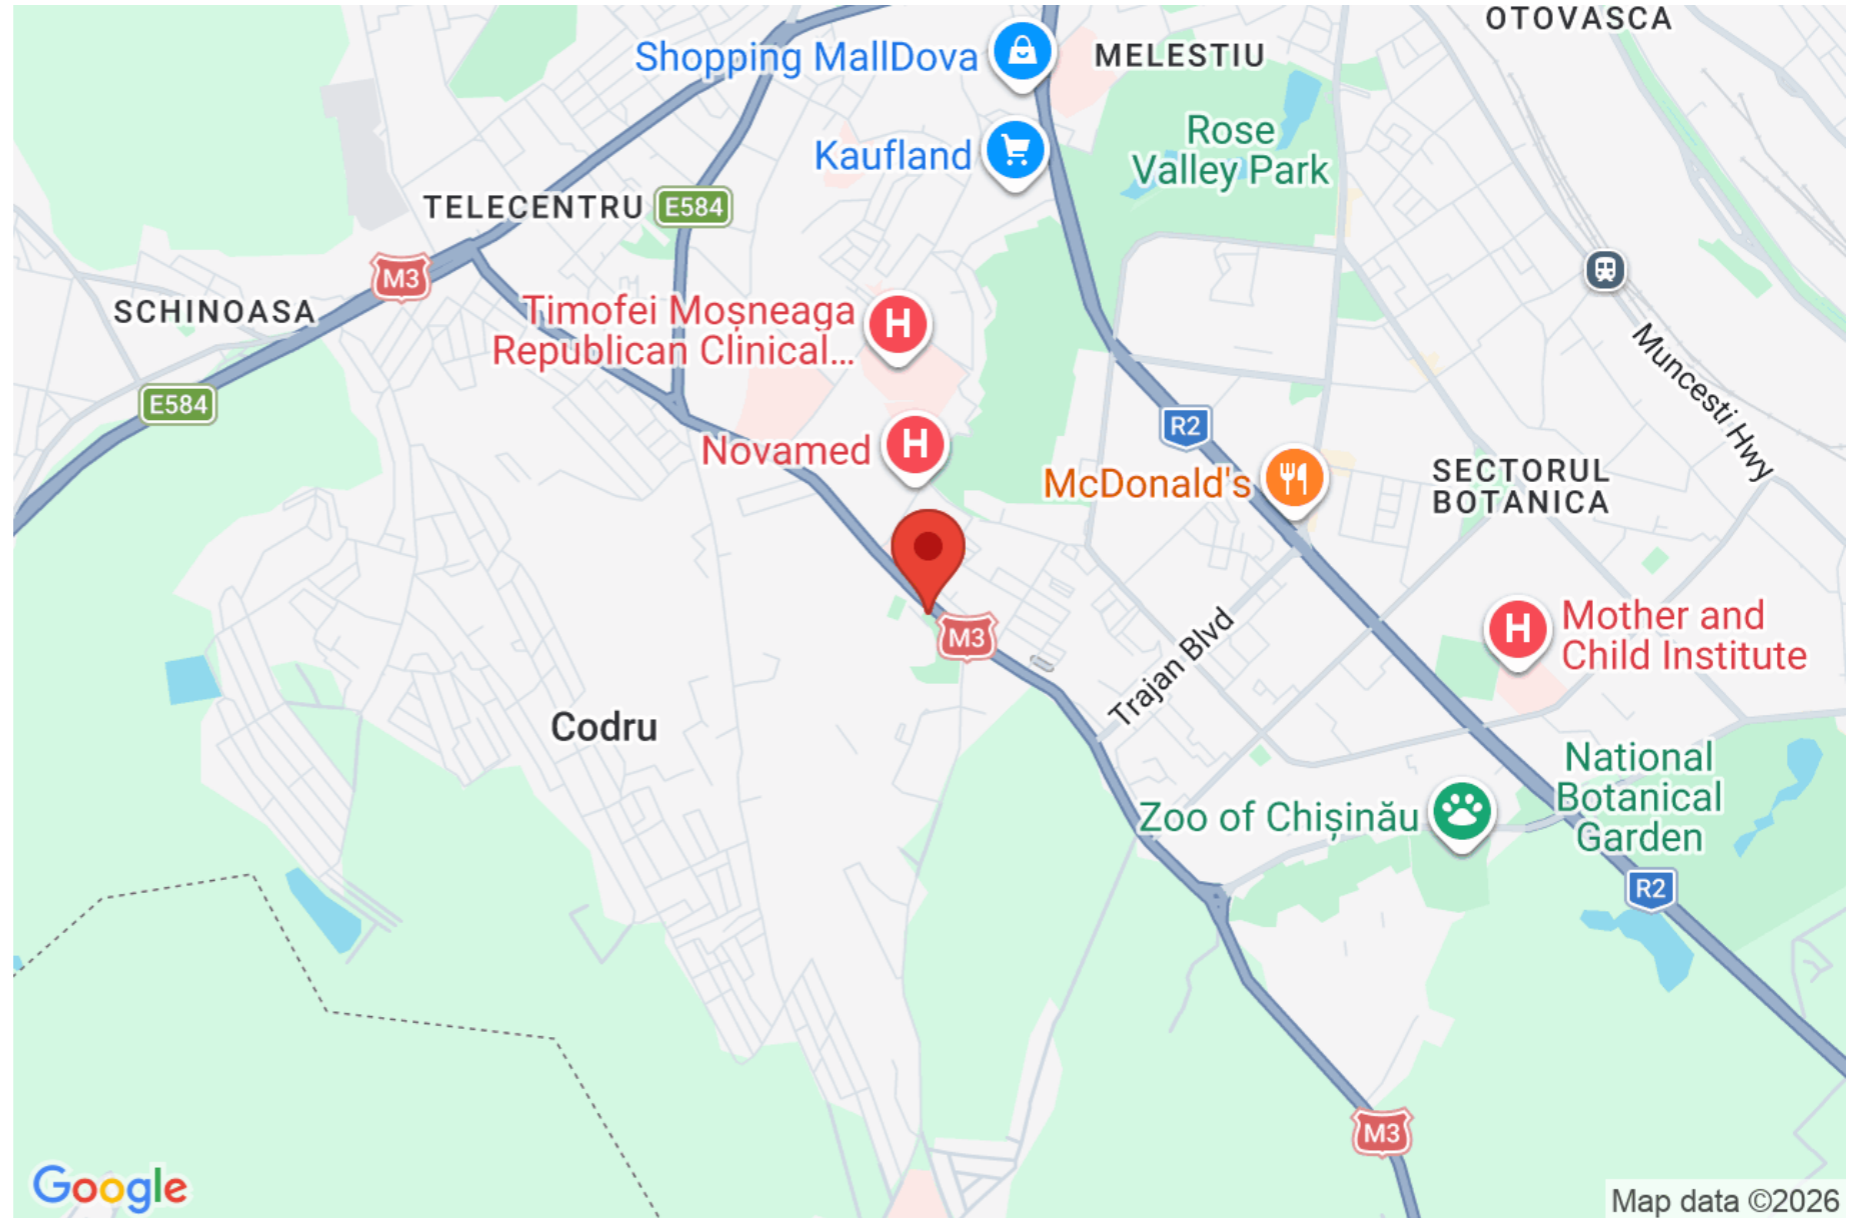 OTOVASCA
Shopping MallDova
MELESTIU
Rose
Valley Park
Kaufland
TELECENTRU
E584
M3
SCHINOASA
Timofei Moșneaga
Republican Clinical...
E584
Muncesti Hwy
R2
Novamed
McDonald's
SECTORUL
BOTANICA
M3
Trajan Blvd
Mother and
Child Institute
Codru
National
Botanical
Garden
Zoo of Chișinău
R2
M3
Google
Map data ©2026
H
H
H